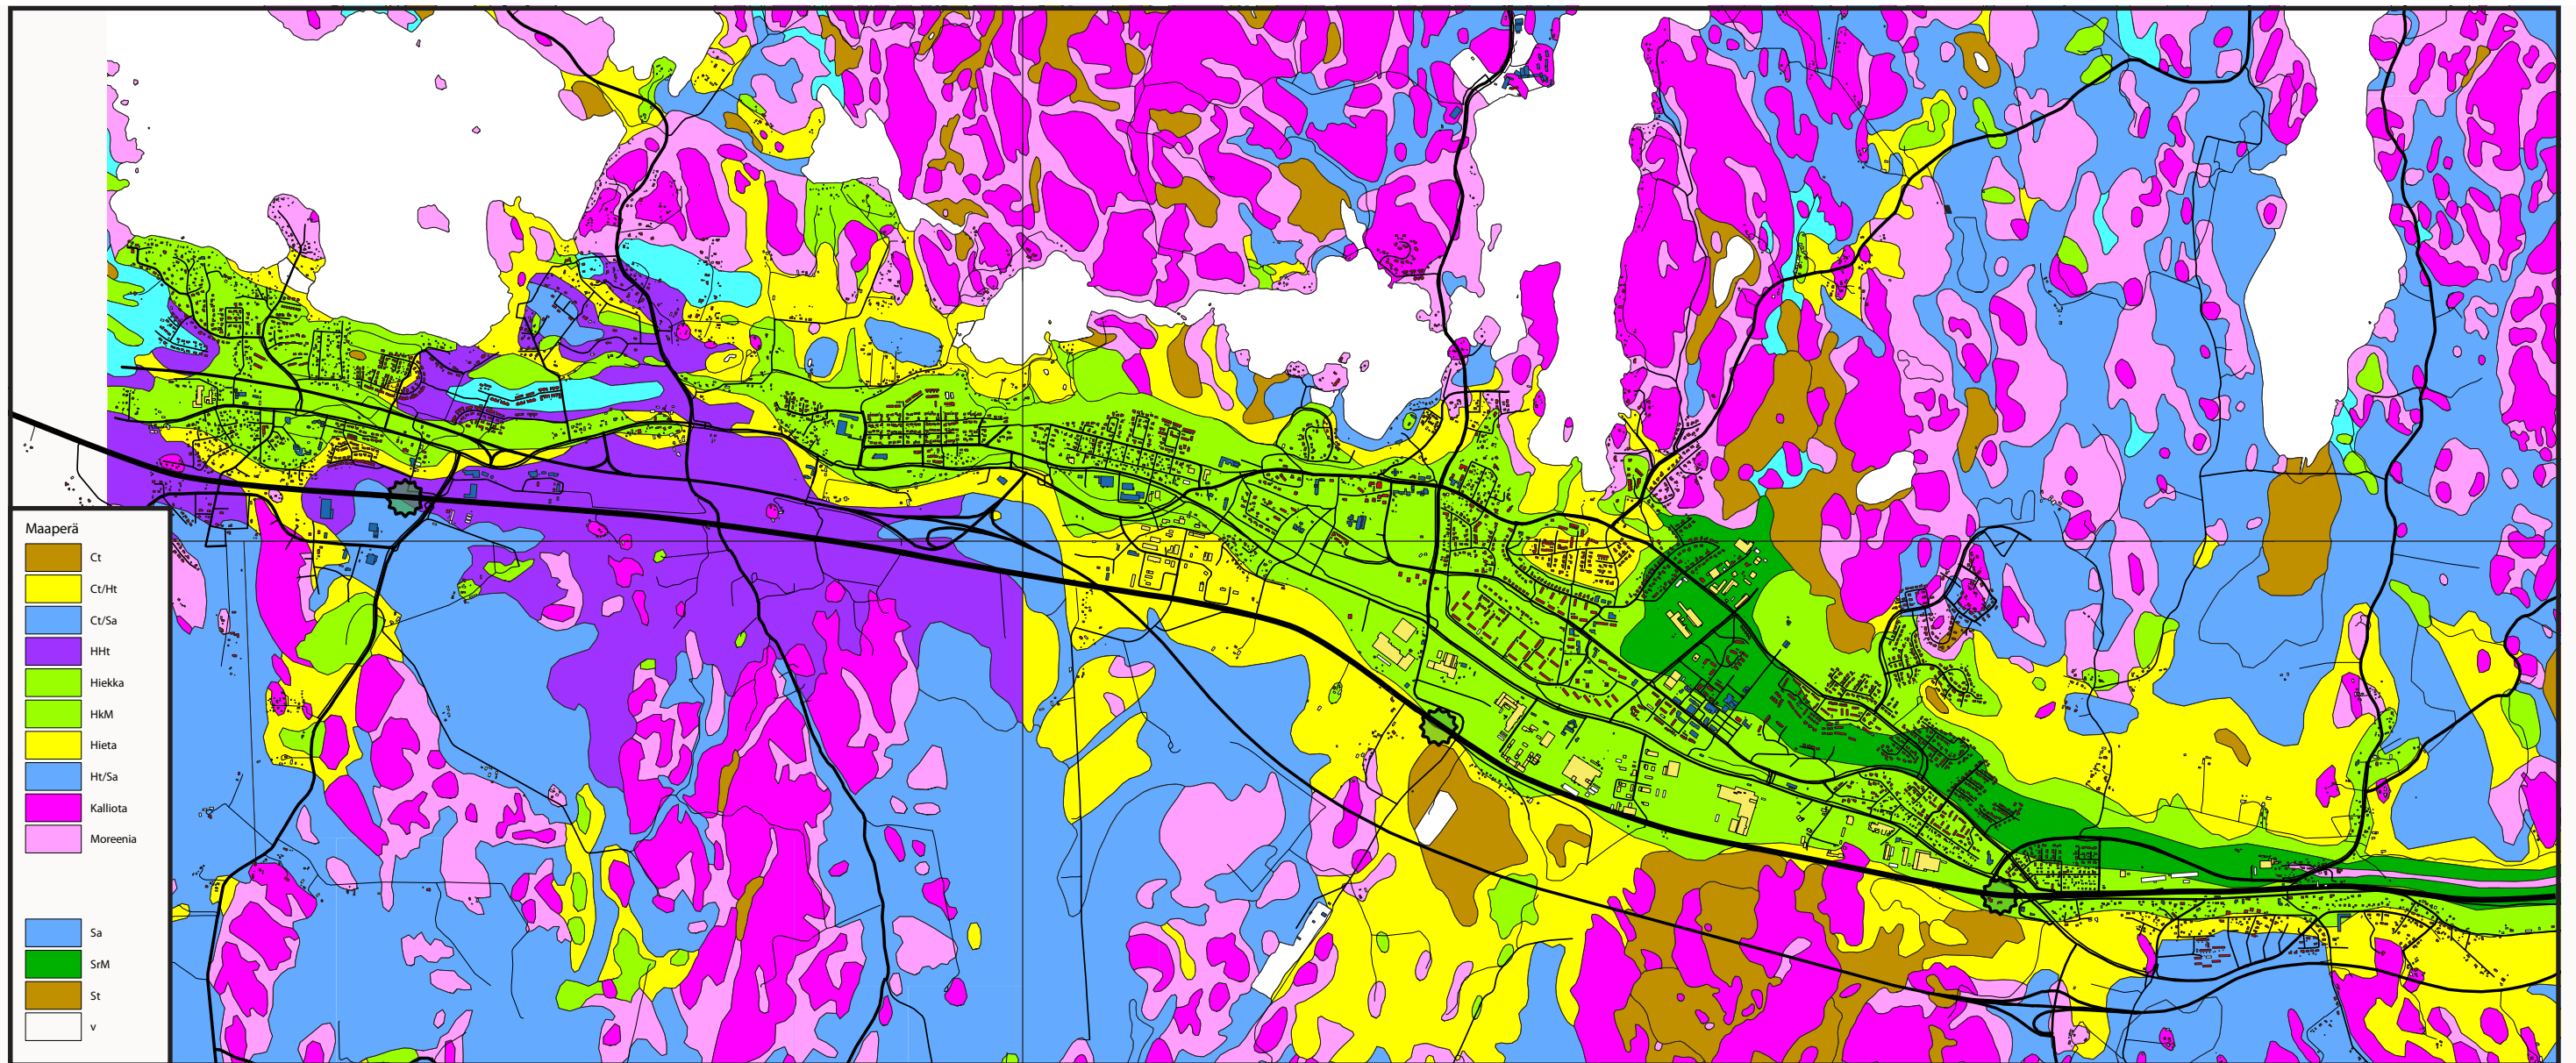 Maaperä
Ct
Ct/Ht
Ct/Sa
HHt
Hiekka
HkM
Hieta
Ht/Sa
Kalliota
Moreenia
Sa
SrM
St
v